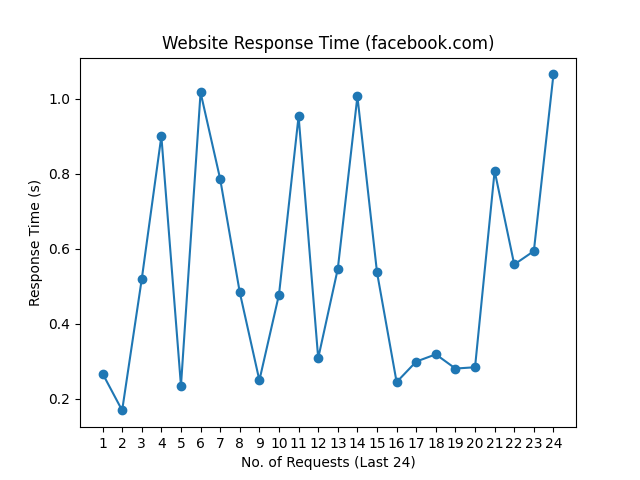 Website Response Time (facebook.com)
Response Time (s)
1.0
0.8
0.6
0.4
0.2
1 2 3 4 5 6 7 8 9 10 11 12 13 14 15 16 17 18 19 20 21 22 23 24
No. of Requests (Last 24)